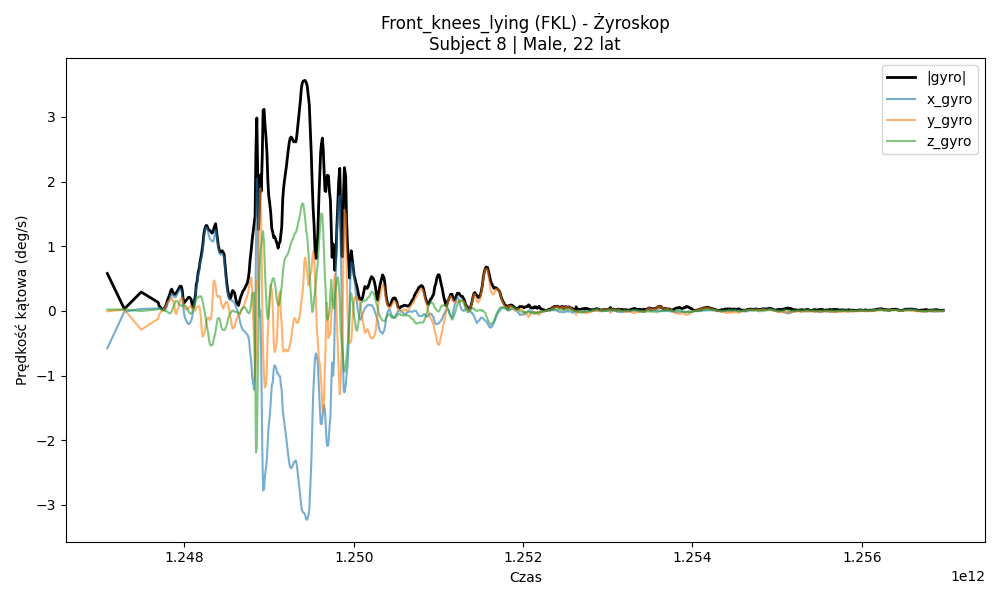 Front_knees_lying (FKL) - Żyroskop
Subject 8 | Male, 22 lat
|gyro|
x_gyro
y_gyro
z_gyro
Prędkość kątowa (deg/s)
3
2
1
0
−1
−2
−3
1.248
1.250
1.252
1.254
1.256
1e12
Czas